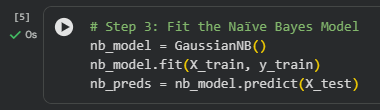 [5]
0s
# Step 3: Fit the Naïve Bayes Model
nb_model = GaussianNB()
nb_model.fit(X_train, y_train)
nb_preds = nb_model.predict(X_test)